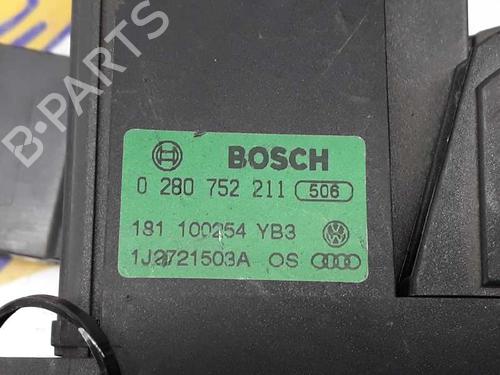 BOSCH
0 280 752 211 506
181 100254 YB3
1J2721503A OS
B-PARTS